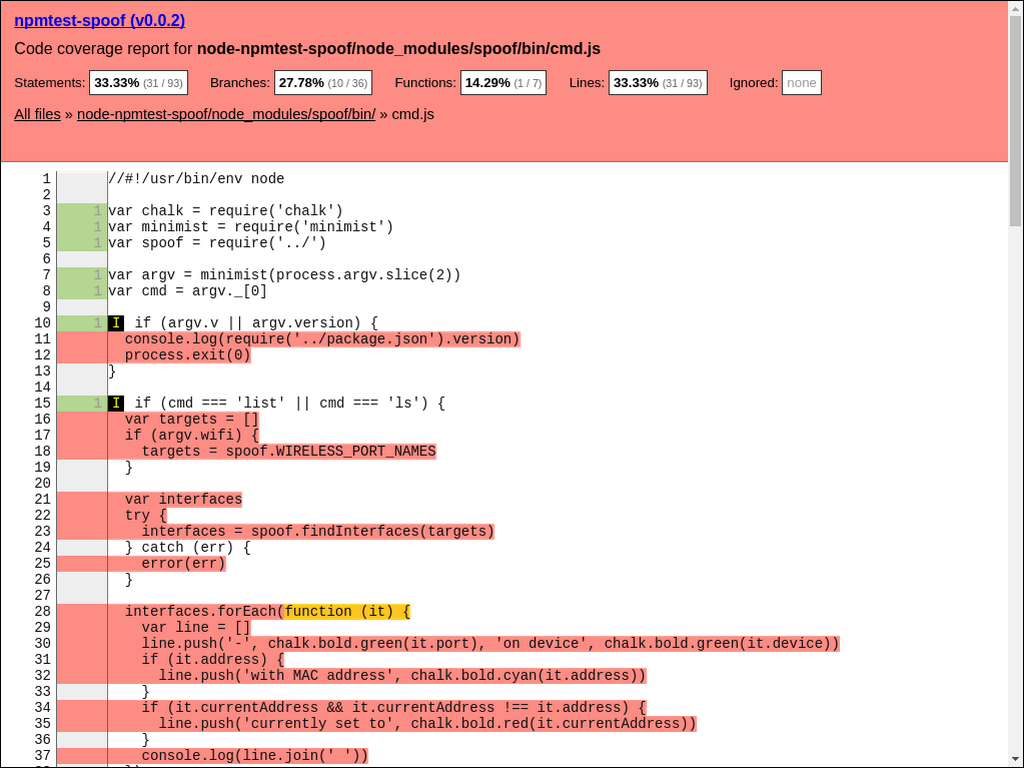 npmtest-spoof (v0.0.2)
Code coverage report for node-npmtest-spoof/node_modules/spoof/bin/cmd.js
Statements: 33.33% (31 / 93) Branches: 27.78% (10 / 36) Functions: 14.29% (1 / 7) Lines: 33.33% (31 / 93) Ignored: none
All files » node-npmtest-spoof/node_modules/spoof/bin/ » cmd.js
1 //#!/usr/bin/env node
2
3 1 var chalk = require('chalk')
4 1 var minimist = require('minimist')
5 1 var spoof = require('../')
6
7 1 var argv = minimist(process.argv.slice(2))
8 1 var cmd = argv._[0]
9
10 1 I if (argv.v || argv.version) {
11   console.log(require('../package.json').version)
12   process.exit(0)
13 }
14
15 1 I if (cmd === 'list' || cmd === 'ls') {
16   var targets = []
17   if (argv.wifi) {
18     targets = spoof.WIRELESS_PORT_NAMES
19   }
20
21   var interfaces
22   try {
23     interfaces = spoof.findInterfaces(targets)
24   } catch (err) {
25     error(err)
26   }
27
28   interfaces.forEach(function (it) {
29     var line = []
30     line.push('-', chalk.bold.green(it.port), 'on device', chalk.bold.green(it.device))
31     if (it.address) {
32       line.push('with MAC address', chalk.bold.cyan(it.address))
33     }
34     if (it.currentAddress && it.currentAddress !== it.address) {
35       line.push('currently set to', chalk.bold.red(it.currentAddress))
36     }
37     console.log(line.join(' '))